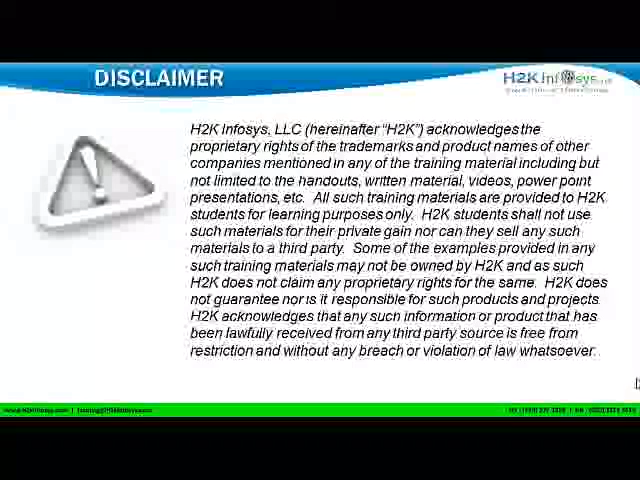 DISCLAIMER
H2K Infosys
H2K Infosys, LLC (hereinafter “H2K”) acknowledges the
proprietary rights of the trademarks and product names of other
companies mentioned in any of the training material including but
not limited to the handouts, written material, videos, power point
presentations, etc. All such training materials are provided to H2K
students for learning purposes only. H2K students shall not use
such materials for their private gain nor can they sell any such
materials to a third party. Some of the examples provided in any
such training materials may not be owned by H2K and as such
H2K does not claim any proprietary rights for the same. H2K does
not guarantee nor is it responsible for such products and projects.
H2K acknowledges that any such information or product that has
been lawfully received from any third party source is free from
restriction and without any breach or violation of law whatsoever.